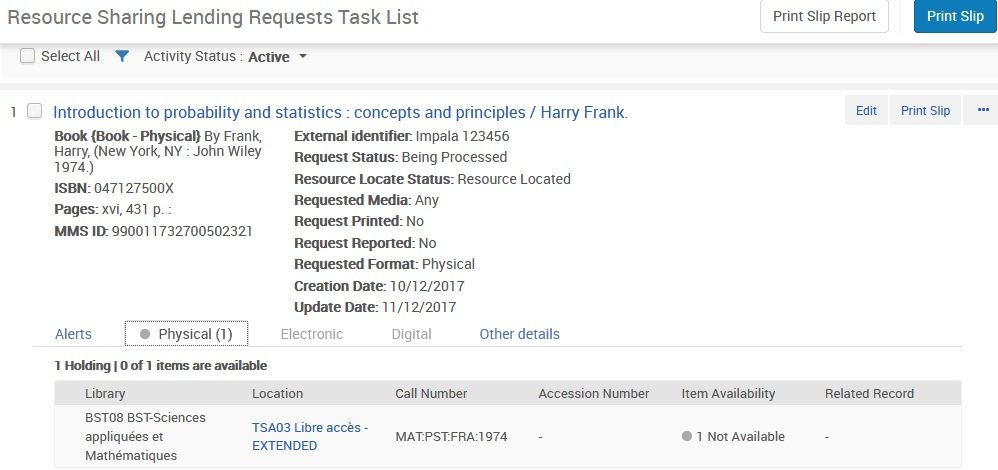 Resource Sharing Lending Requests Task List
Print Slip Report
Print Slip
Select All
Activity Status : Active
1
Introduction to probability and statistics : concepts and principles / Harry Frank.
Edit
Print Slip
•••
Book {Book - Physical} By Frank,
Harry, (New York, NY : John Wiley
1974.)
ISBN: 047127500X
Pages: xvi, 431 p. :
MMS ID: 990011732700502321
External identifier: Impala 123456
Request Status: Being Processed
Resource Locate Status: Resource Located
Requested Media: Any
Request Printed: No
Request Reported: No
Requested Format: Physical
Creation Date: 10/12/2017
Update Date: 11/12/2017
Alerts
Physical (1)
Electronic
Digital
Other details
1 Holding | 0 of 1 items are available
Library
Location
Call Number
Accession Number
Item Availability
Related Record
BST08 BST-Sciences
appliquées et
Mathématiques
TSA03 Libre accès -
EXTENDED
MAT:PST:FRA:1974
-
1 Not Available
-